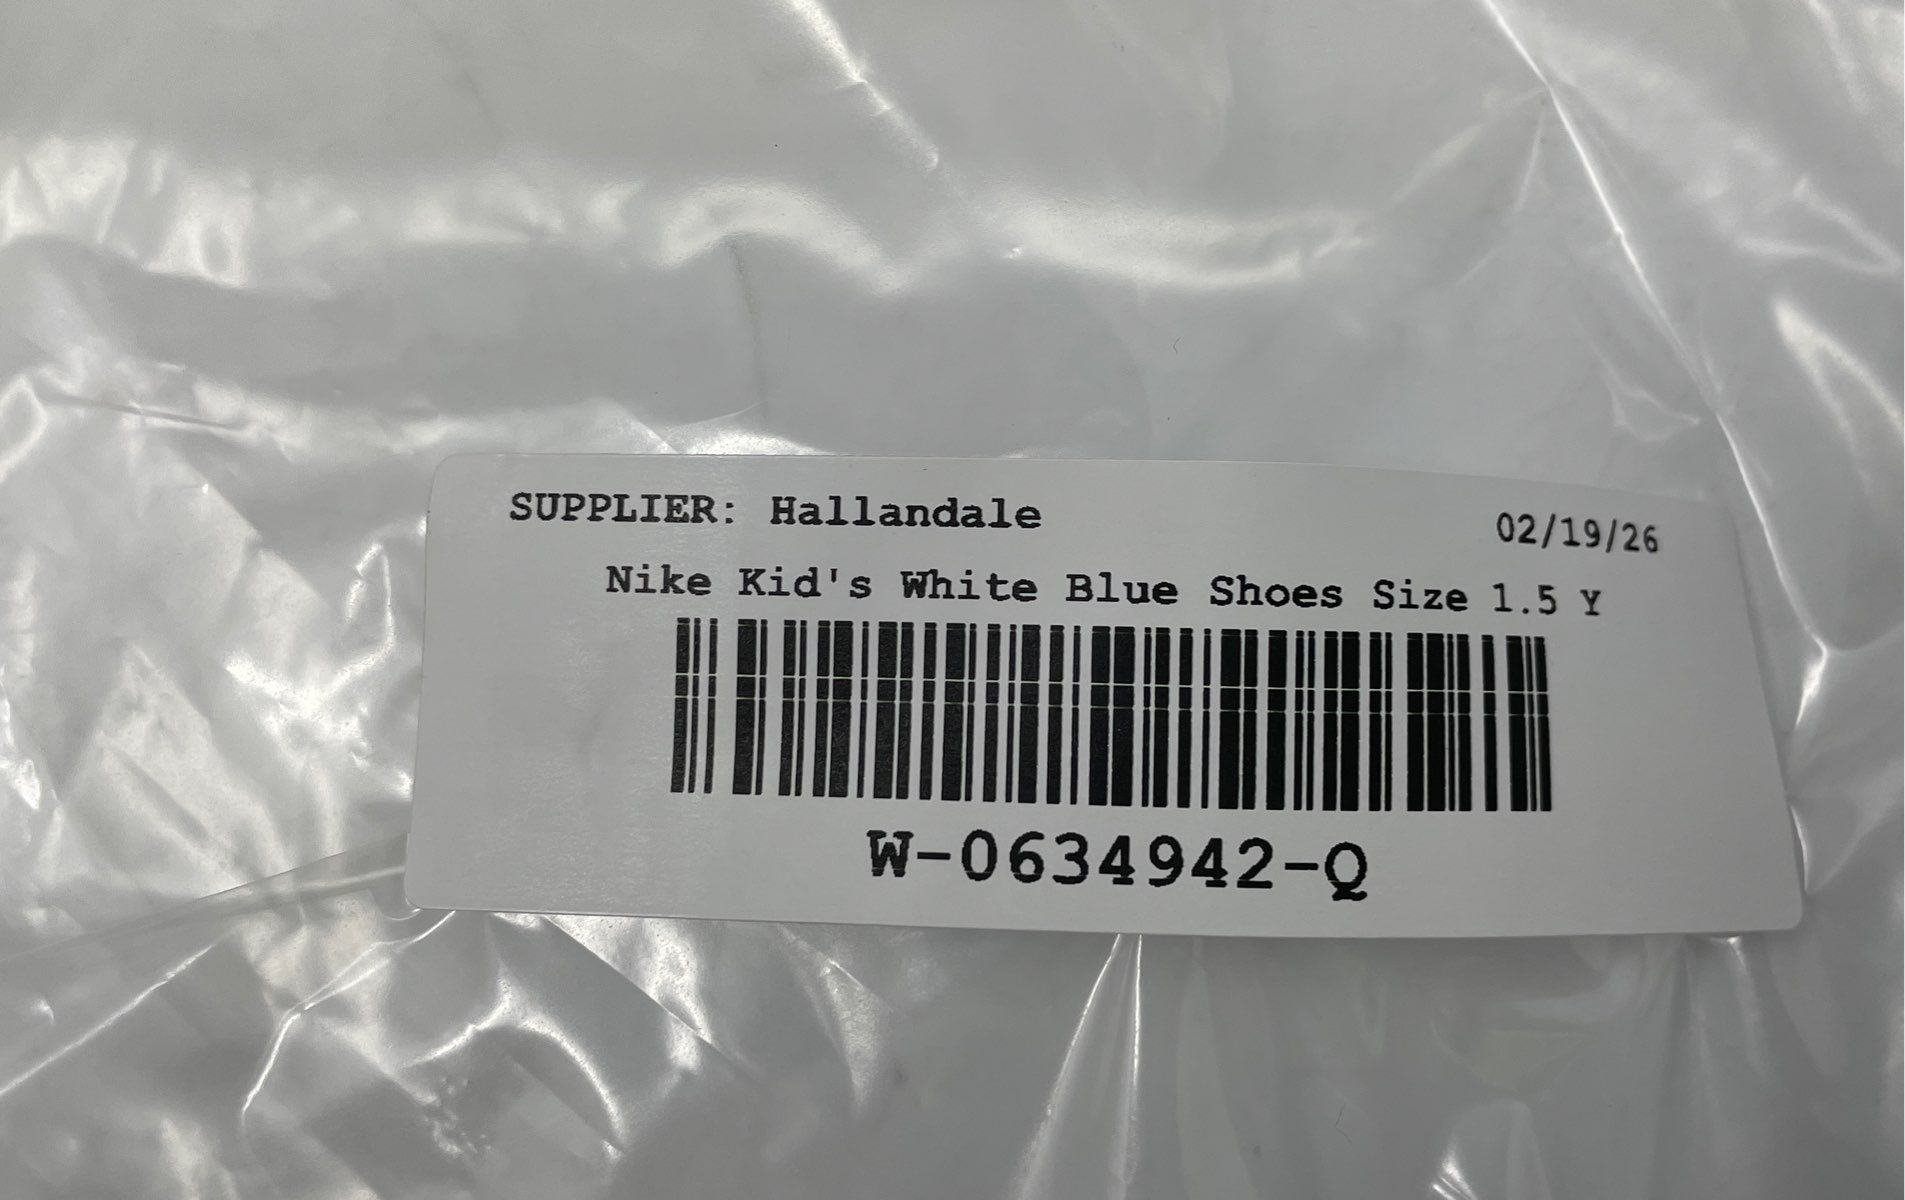 SUPPLIER: Hallandale
02/19/26
Nike Kid's White Blue Shoes Size 1.5 Y
W-0634942-Q